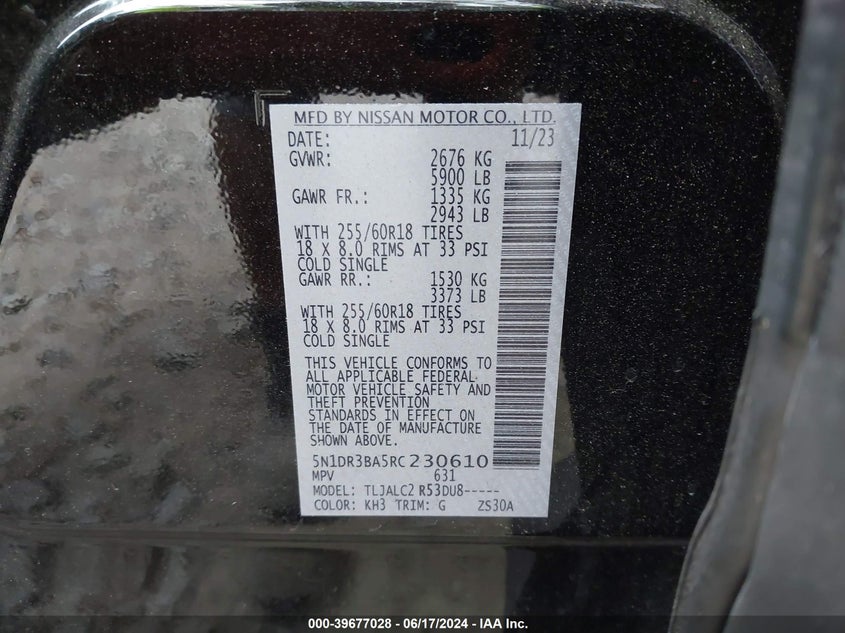 MFD BY NISSAN MOTOR CO., LTD.
DATE: 11/23
GVWR: 2676 KG
5900 LB
GAWR FR.: 1335 KG
2943 LB
WITH 255/60R18 TIRES
18 X 8.0 RIMS AT 33 PSI
COLD SINGLE
GAWR RR.: 1530 KG
3373 LB
WITH 255/60R18 TIRES
18 X 8.0 RIMS AT 33 PSI
COLD SINGLE
THIS VEHICLE CONFORMS TO
ALL APPLICABLE FEDERAL
MOTOR VEHICLE SAFETY AND
THEFT PREVENTION
STANDARDS IN EFFECT ON
THE DATE OF MANUFACTURE
SHOWN ABOVE.
5N1DR3BA5RC230610
MPV 631
MODEL: TLJALC2 R53DU8-----
COLOR: KH3 TRIM: G ZS30A
000-39677028 - 06/17/2024 - IAA Inc.